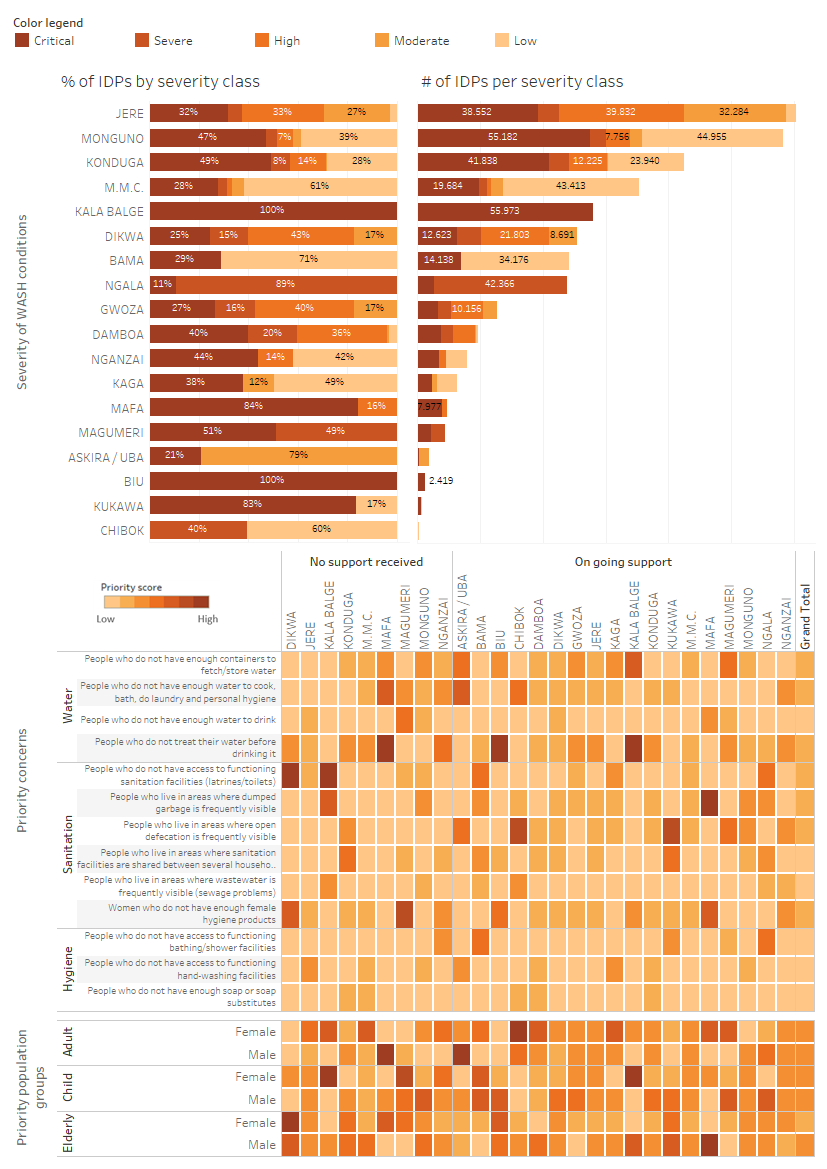 Color legend
Critical Severe High Moderate Low
% of IDPs by severity class # of IDPs per severity class
Severity of WASH conditions
JERE 32% 33% 27% 38.552 39.832 32.284
MONGUNO 47% 7% 39% 55.182 7.756 44.955
KONDUGA 49% 8% 14% 28% 41.838 12.225 23.940
M.M.C. 28% 61% 19.684 43.413
KALA BALGE 100% 55.973
DIKWA 25% 15% 43% 17% 12.623 21.803 8.691
BAMA 29% 71% 14.138 34.176
NGALA 11% 89% 42.366
GWOZA 27% 16% 40% 17% 10.156
DAMBOA 40% 20% 36%
NGANZAI 44% 14% 42%
KAGA 38% 12% 49%
MAFA 84% 16% 7.977
MAGUMERI 51% 49%
ASKIRA / UBA 21% 79%
BIU 100% 2.419
KUKAWA 83% 17%
CHIBOK 40% 60%
No support received On going support
Priority score
Low High
DIKWA JERE KALA BALGE KONDUGA M.M.C. MAFA MAGUMERI MONGUNO NGANZAI ASKIRA / UBA BAMA BIU CHIBOK DAMBOA DIKWA GWOZA JERE KAGA KALA BALGE KONDUGA KUKAWA M.M.C. MAFA MAGUMERI MONGUNO NGALA NGANZAI Grand Total
Priority concerns
Water
People who do not have enough containers to
fetch/store water
People who do not have enough water to cook,
bath, do laundry and personal hygiene
People who do not have enough water to drink
People who do not treat their water before
drinking it
Sanitation
People who do not have access to functioning
sanitation facilities (latrines/toilets)
People who live in areas where dumped
garbage is frequently visible
People who live in areas where open
defecation is frequently visible
People who live in areas where sanitation
facilities are shared between several househo..
People who live in areas where wastewater is
frequently visible (sewage problems)
Women who do not have enough female
hygiene products
Hygiene
People who do not have access to functioning
bathing/shower facilities
People who do not have access to functioning
hand-washing facilities
People who do not have enough soap or soap
substitutes
Priority population
groups
Adult
Female
Male
Child
Female
Male
Elderly
Female
Male